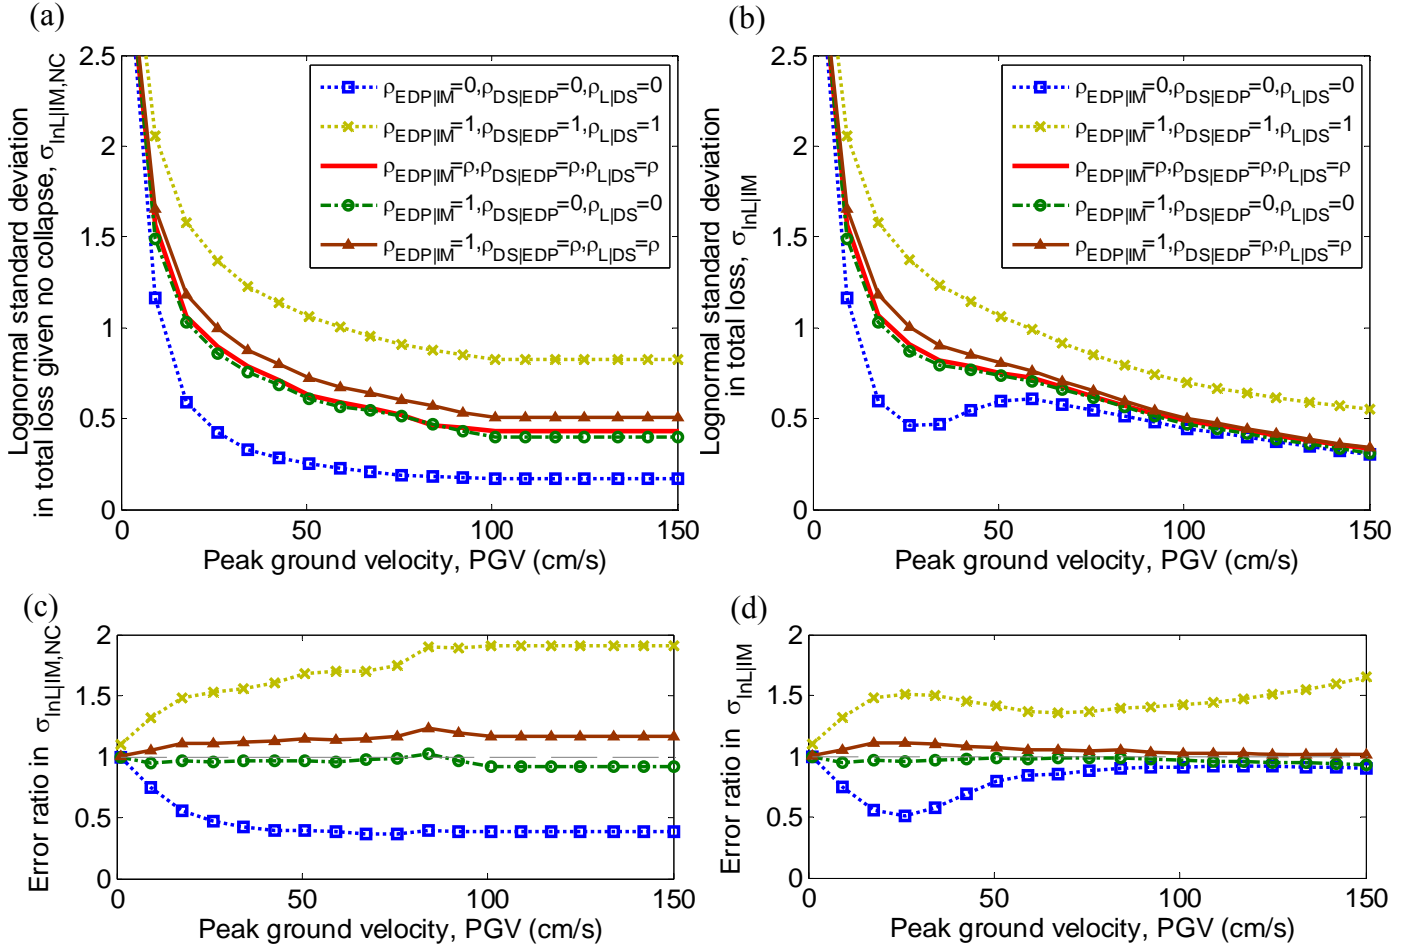 (a)
Lognormal standard deviation
in total loss given no collapse, σlnL|IM,NC
2.5
2
1.5
1
0.5
0
0
50
100
150
Peak ground velocity, PGV (cm/s)
ρEDP|IM=0,ρDS|EDP=0,ρL|DS=0
ρEDP|IM=1,ρDS|EDP=1,ρL|DS=1
ρEDP|IM=ρ,ρDS|EDP=ρ,ρL|DS=ρ
ρEDP|IM=1,ρDS|EDP=0,ρL|DS=0
ρEDP|IM=1,ρDS|EDP=ρ,ρL|DS=ρ
(b)
Lognormal standard deviation
in total loss, σlnL|IM
2.5
2
1.5
1
0.5
0
0
50
100
150
Peak ground velocity, PGV (cm/s)
ρEDP|IM=0,ρDS|EDP=0,ρL|DS=0
ρEDP|IM=1,ρDS|EDP=1,ρL|DS=1
ρEDP|IM=ρ,ρDS|EDP=ρ,ρL|DS=ρ
ρEDP|IM=1,ρDS|EDP=0,ρL|DS=0
ρEDP|IM=1,ρDS|EDP=ρ,ρL|DS=ρ
(c)
Error ratio in σlnL|IM,NC
2
1.5
1
0.5
0
0
50
100
150
Peak ground velocity, PGV (cm/s)
(d)
Error ratio in σlnL|IM
2
1.5
1
0.5
0
0
50
100
150
Peak ground velocity, PGV (cm/s)